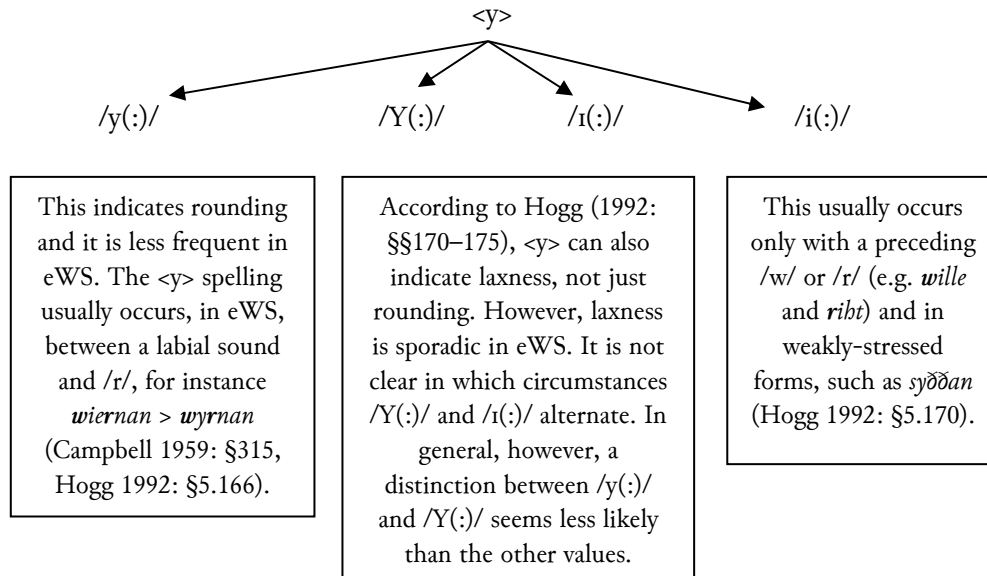 <y>
/y(:)/ /Y(:)/ /ɪ(:)/ /i(:)/
This indicates rounding
and it is less frequent in
eWS. The <y> spelling
usually occurs, in eWS,
between a labial sound
and /r/, for instance
wiernan > wyrnan
(Campbell 1959: §315,
Hogg 1992: §5.166).
According to Hogg (1992:
§§170–175), <y> can also
indicate laxness, not just
rounding. However, laxness
is sporadic in eWS. It is not
clear in which circumstances
/Y(:)/ and /ɪ(:)/ alternate. In
general, however, a
distinction between /y(:)/
and /Y(:)/ seems less likely
than the other values.
This usually occurs
only with a preceding
/w/ or /r/ (e.g. wille
and riht) and in
weakly-stressed
forms, such as syððan
(Hogg 1992: §5.170).